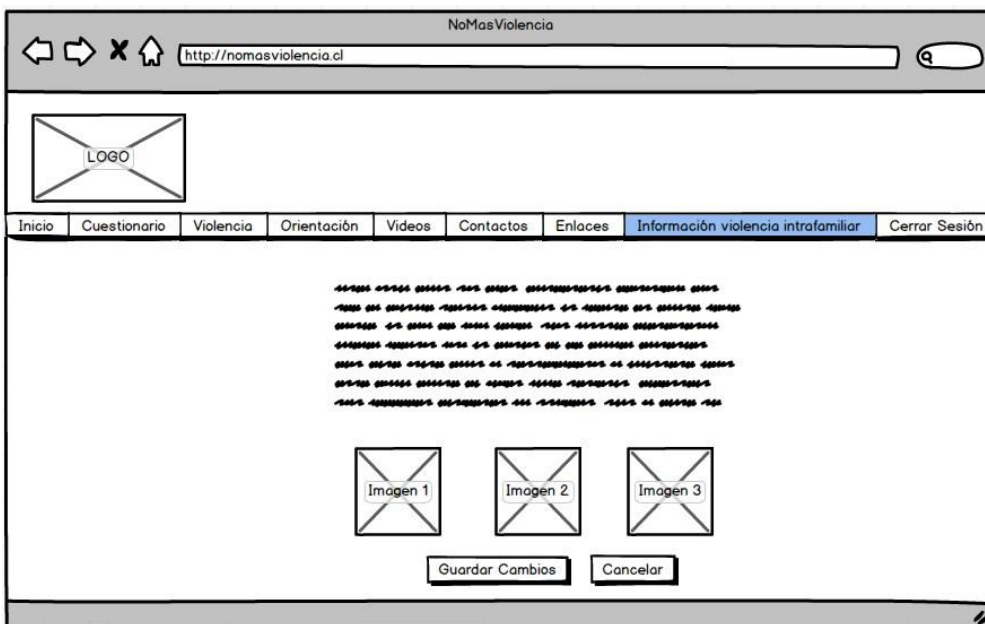 NoMasViolencia
http://nomasviolencia.cl
LOGO
Inicio Cuestionario Violencia Orientación Videos Contactos Enlaces Información violencia intrafamiliar Cerrar Sesión
Imagen 1 Imagen 2 Imagen 3
Guardar Cambios Cancelar